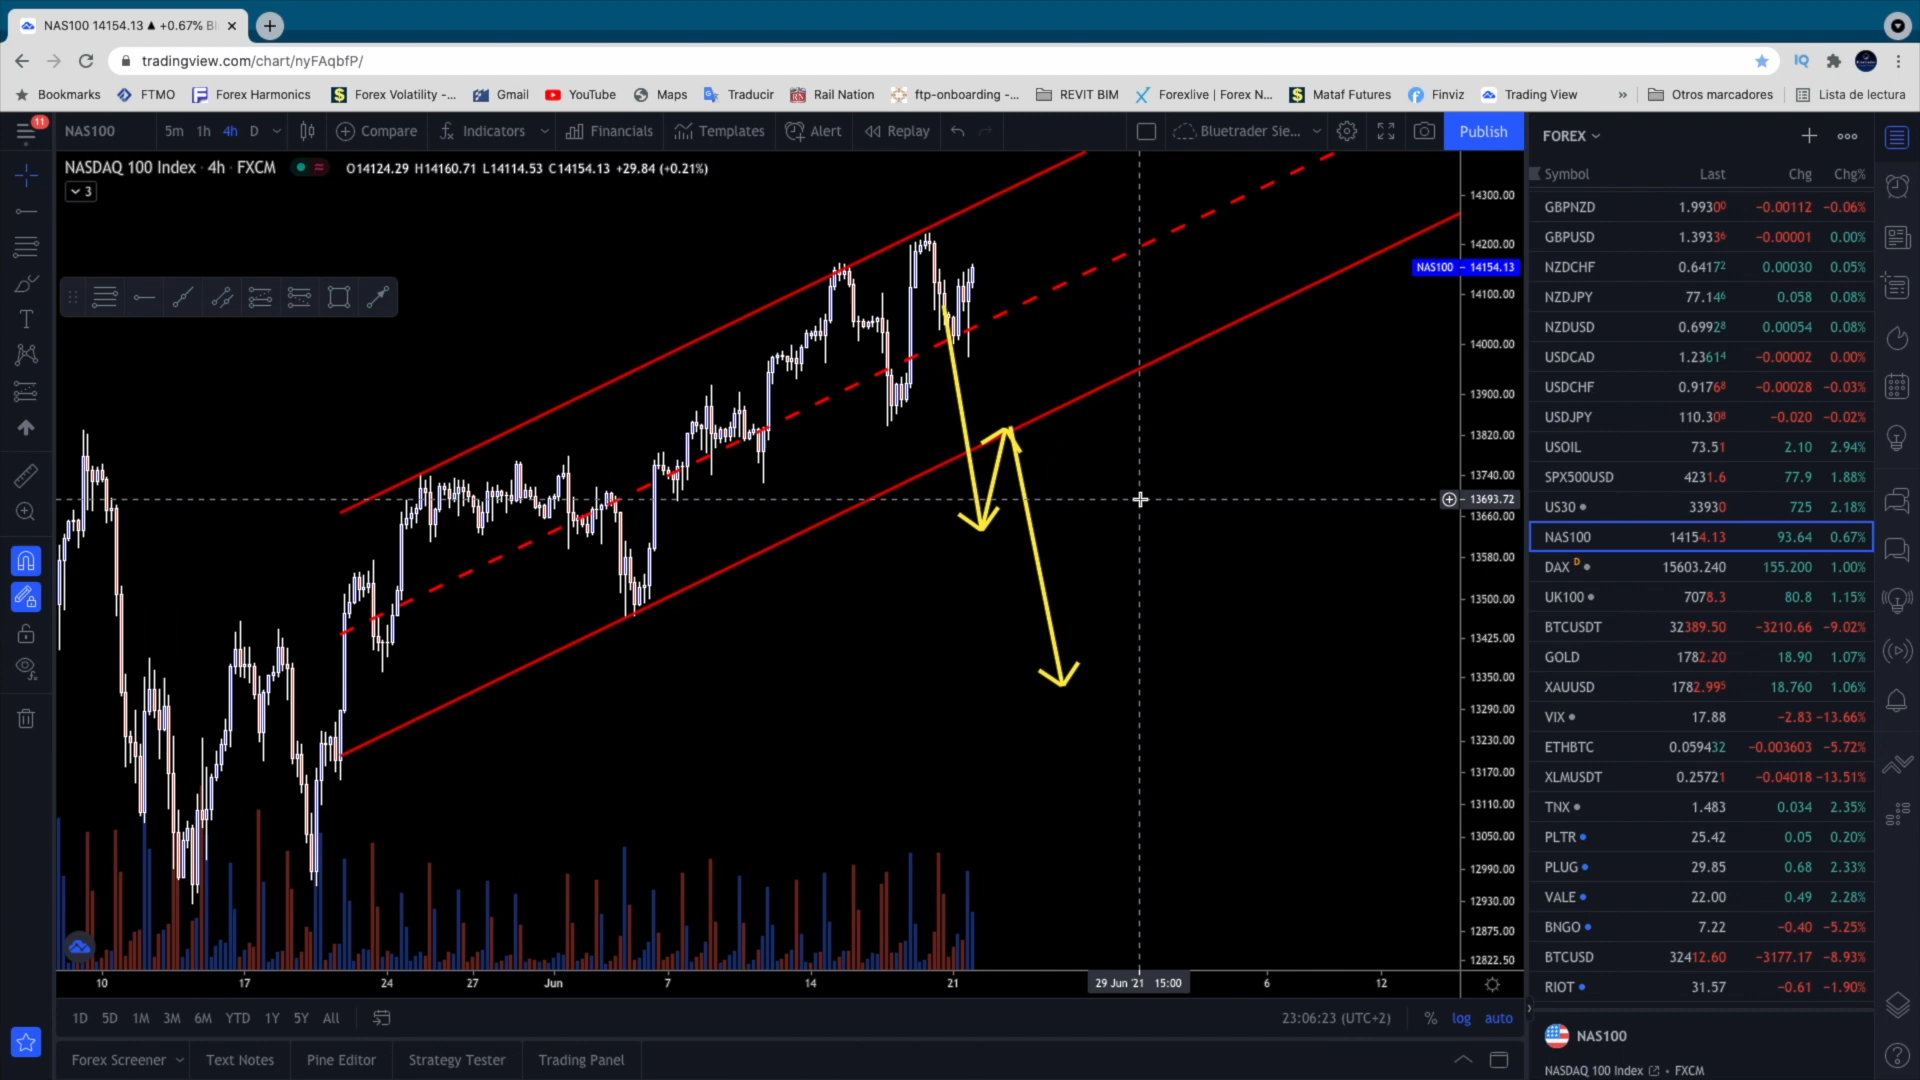 NAS100 14154.13 ▲ +0.67% Bl
tradingview.com/chart/nyFAqbfP/
Bookmarks FTMO Forex Harmonics Forex Volatility -... Gmail YouTube Maps Traducir Rail Nation ftp-onboarding -... REVIT BIM Forexlive | Forex N... Mataf Futures Finviz Trading View » Otros marcadores Lista de lectura
11 NAS100 5m 1h 4h D Compare Indicators Financials Templates Alert Replay Bluetrader Sie... Publish
NASDAQ 100 Index · 4h · FXCM O14124.29 H14160.71 L14114.53 C14154.13 +29.84 (+0.21%)
3
14300.00
14200.00
NAS100 14154.13
14100.00
14000.00
13900.00
13820.00
13740.00
13693.72
13660.00
13580.00
13500.00
13425.00
13350.00
13290.00
13230.00
13170.00
13110.00
13050.00
12990.00
12930.00
12875.00
12822.50
10 17 24 27 Jun 7 14 21 29 Jun '21 15:00 6 12
1D 5D 1M 3M 6M YTD 1Y 5Y All 23:06:23 (UTC+2) % log auto
Forex Screener Text Notes Pine Editor Strategy Tester Trading Panel
FOREX
Symbol Last Chg Chg%
GBPNZD 1.99300 −0.00112 −0.06%
GBPUSD 1.39336 −0.00001 0.00%
NZDCHF 0.64172 0.00030 0.05%
NZDJPY 77.146 0.058 0.08%
NZDUSD 0.69928 0.00054 0.08%
USDCAD 1.23614 −0.00002 0.00%
USDCHF 0.91768 −0.00028 −0.03%
USDJPY 110.308 −0.020 −0.02%
USOIL 73.51 2.10 2.94%
SPX500USD 4231.6 77.9 1.88%
US30 33930 725 2.18%
NAS100 14154.13 93.64 0.67%
DAX D 15603.240 155.200 1.00%
UK100 7078.3 80.8 1.15%
BTCUSDT 32389.50 −3210.66 −9.02%
GOLD 1782.20 18.90 1.07%
XAUUSD 1782.995 18.760 1.06%
VIX 17.88 −2.83 −13.66%
ETHBTC 0.059432 −0.003603 −5.72%
XLMUSDT 0.25721 −0.04018 −13.51%
TNX 1.483 0.034 2.35%
PLTR 25.42 0.05 0.20%
PLUG 29.85 0.68 2.33%
VALE 22.00 0.49 2.28%
BNGO 7.22 −0.40 −5.25%
BTCUSD 32412.60 −3177.17 −8.93%
RIOT 31.57 −0.61 −1.90%
NAS100
NASDAQ 100 Index • FXCM